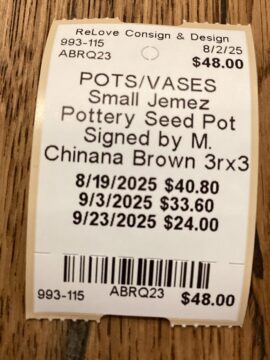 ReLove Consign & Design
993-115 8/2/25
ABRQ23 $48.00
POTS/VASES
Small Jemez
Pottery Seed Pot
Signed by M.
Chinana Brown 3rx3
8/19/2025 $40.80
9/3/2025 $33.60
9/23/2025 $24.00
993-115 ABRQ23 $48.00